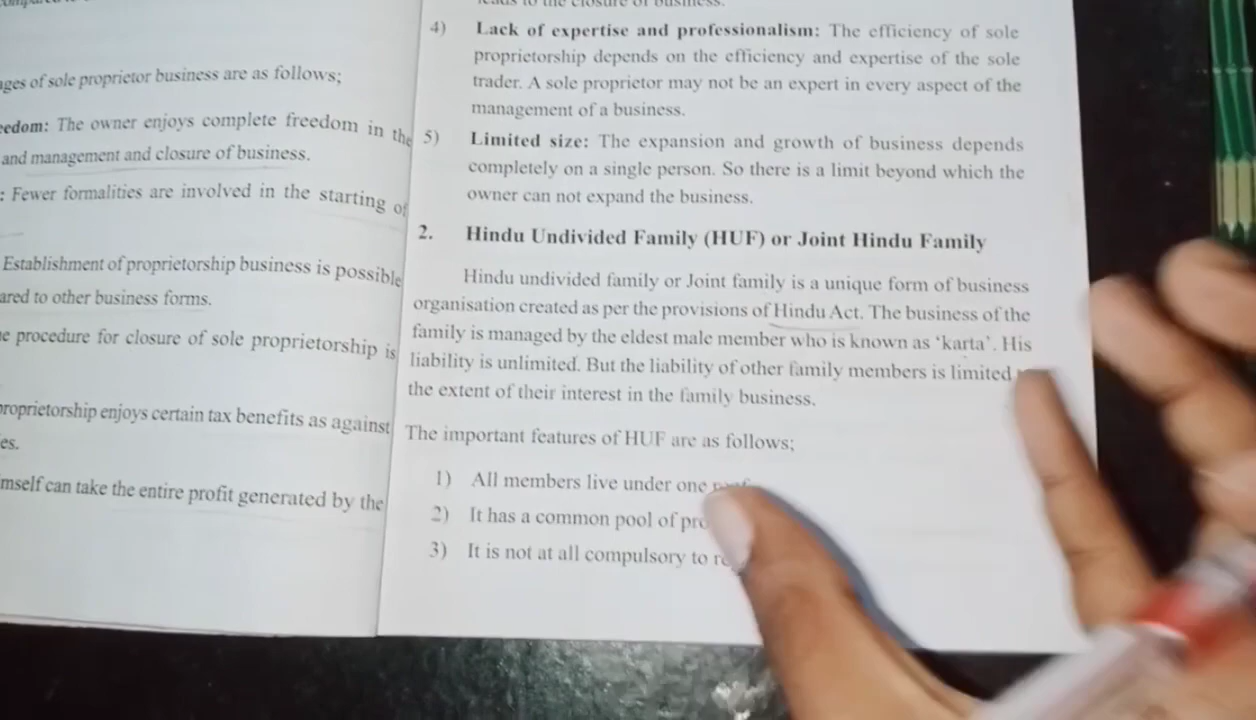 ages of sole proprietor business are as follows;
eedom: The owner enjoys complete freedom in the
and management and closure of business.
: Fewer formalities are involved in the starting of
Establishment of proprietorship business is possible
ared to other business forms.
e procedure for closure of sole proprietorship is
proprietorship enjoys certain tax benefits as against
es.
mself can take the entire profit generated by the
leads to the closure of business.
4) Lack of expertise and professionalism: The efficiency of sole
proprietorship depends on the efficiency and expertise of the sole
trader. A sole proprietor may not be an expert in every aspect of the
management of a business.
5) Limited size: The expansion and growth of business depends
completely on a single person. So there is a limit beyond which the
owner can not expand the business.
2. Hindu Undivided Family (HUF) or Joint Hindu Family
Hindu undivided family or Joint family is a unique form of business
organisation created as per the provisions of Hindu Act. The business of the
family is managed by the eldest male member who is known as ‘karta’. His
liability is unlimited. But the liability of other family members is limited
the extent of their interest in the family business.
The important features of HUF are as follows;
1) All members live under one
2) It has a common pool of pro
3) It is not at all compulsory to re